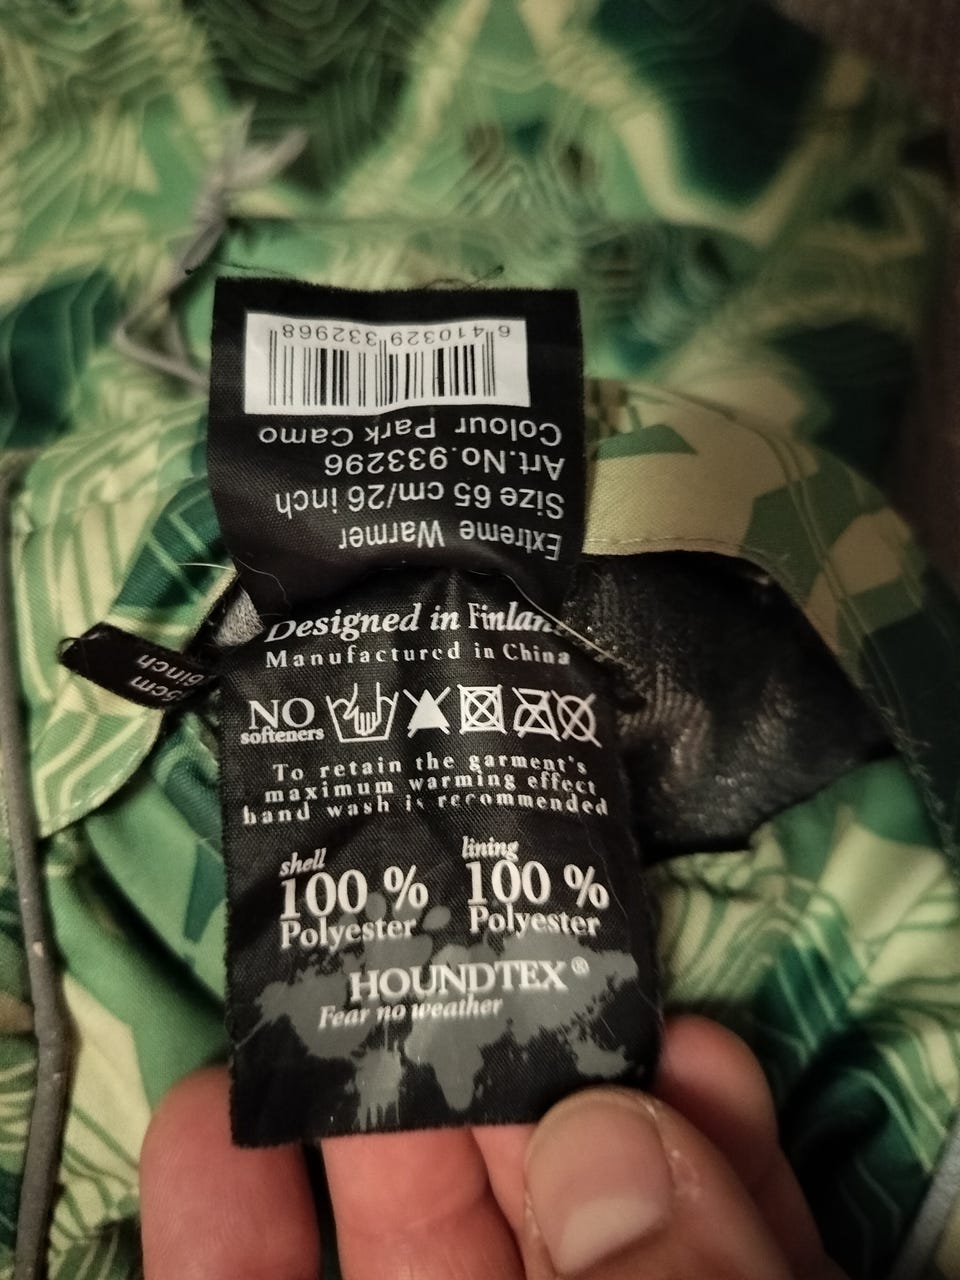 Extreme Warmer
Size 65 cm/26 inch
Art.No.933296
Colour Park Camo
6 410329 332968
Designed in
Manufactured in China
NO
softeners
To retain the garment's
maximum warming effect
hand wash is recommended
shell
100 %
Polyester
lining
100 %
Polyester
HOUNDTEX®
Fear no weather